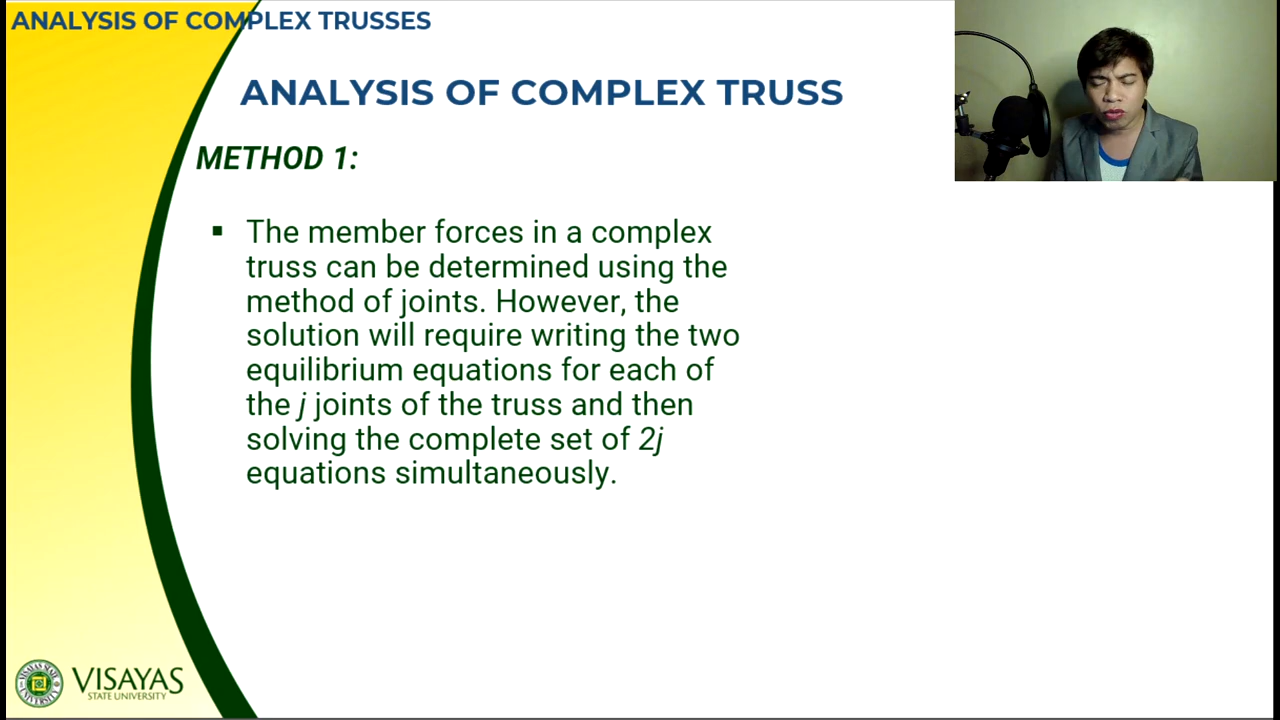 ANALYSIS OF COMPLEX TRUSSES
ANALYSIS OF COMPLEX TRUSS
METHOD 1:
▪ The member forces in a complex
truss can be determined using the
method of joints. However, the
solution will require writing the two
equilibrium equations for each of
the j joints of the truss and then
solving the complete set of 2j
equations simultaneously.
VISAYAS
STATE UNIVERSITY